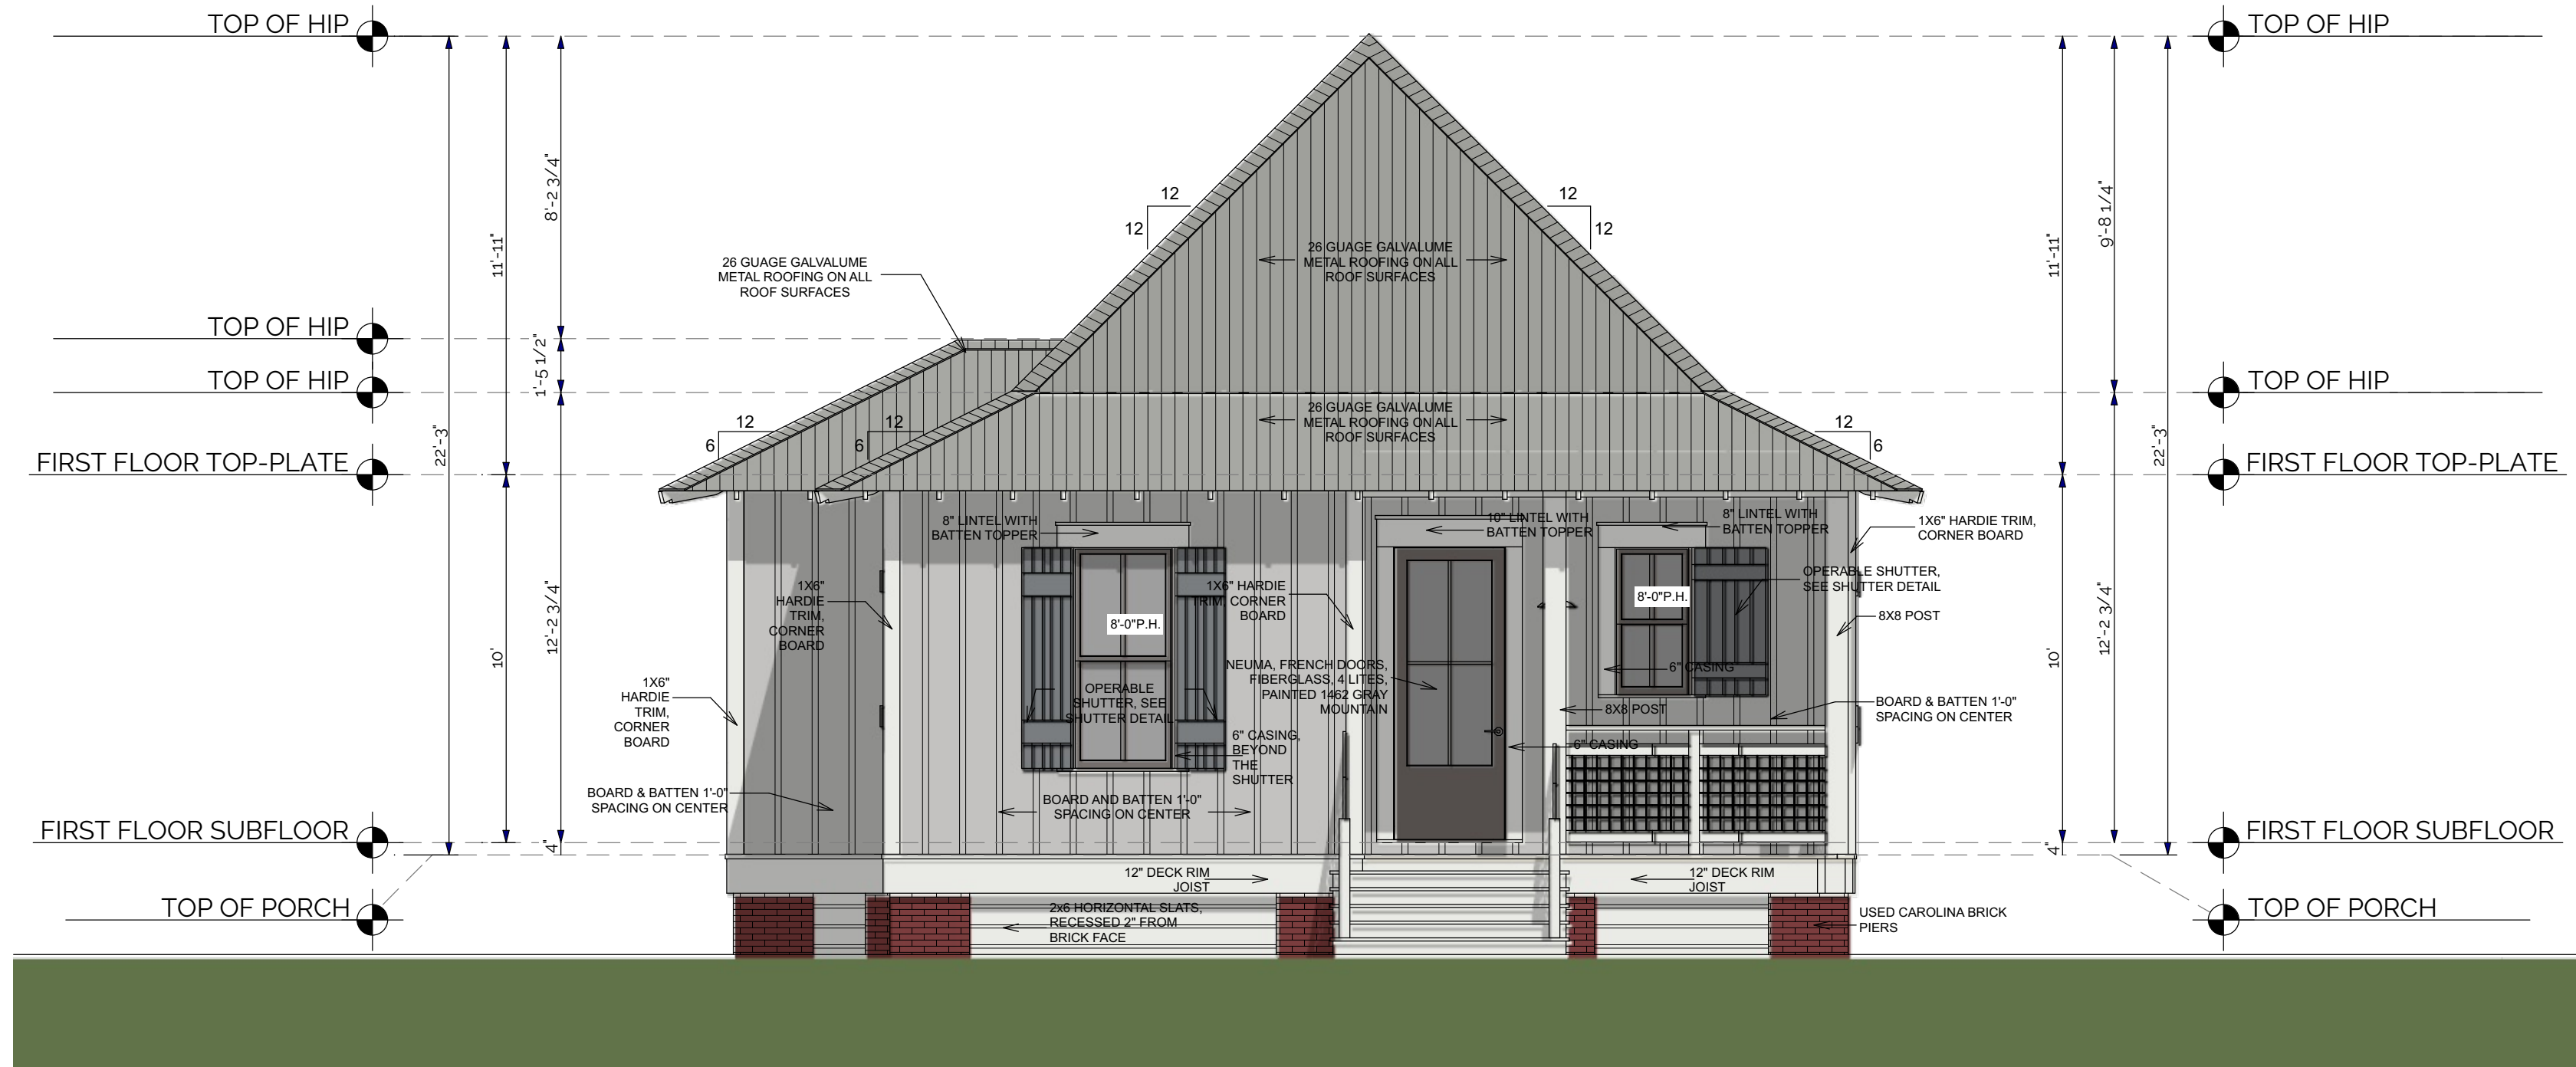 TOP OF HIP
TOP OF HIP
8'-2 3/4"
9'-8 1/4"
12
12
12
12
11'-11"
11'-11"
26 GUAGE GALVALUME
METAL ROOFING ON ALL
ROOF SURFACES
26 GUAGE GALVALUME
METAL ROOFING ON ALL
ROOF SURFACES
TOP OF HIP
1'-5 1/2"
TOP OF HIP
TOP OF HIP
26 GUAGE GALVALUME
METAL ROOFING ON ALL
ROOF SURFACES
12
6
12
6
12
6
22'-3"
22'-3"
FIRST FLOOR TOP-PLATE
FIRST FLOOR TOP-PLATE
8" LINTEL WITH
BATTEN TOPPER
10" LINTEL WITH
BATTEN TOPPER
8" LINTEL WITH
BATTEN TOPPER
1X6" HARDIE TRIM,
CORNER BOARD
1X6"
HARDIE
TRIM,
CORNER
BOARD
1X6" HARDIE
TRIM, CORNER
BOARD
OPERABLE SHUTTER,
SEE SHUTTER DETAIL
8'-0"P.H.
8'-0"P.H.
8X8 POST
12'-2 3/4"
12'-2 3/4"
10'
10'
NEUMA, FRENCH DOORS,
FIBERGLASS, 4 LITES,
PAINTED 1462 GRAY
MOUNTAIN
6" CASING
1X6"
HARDIE
TRIM,
CORNER
BOARD
OPERABLE
SHUTTER, SEE
SHUTTER DETAIL
8X8 POST
BOARD & BATTEN 1'-0"
SPACING ON CENTER
6" CASING,
BEYOND
THE
SHUTTER
6" CASING
BOARD & BATTEN 1'-0"
SPACING ON CENTER
BOARD AND BATTEN 1'-0"
SPACING ON CENTER
FIRST FLOOR SUBFLOOR
FIRST FLOOR SUBFLOOR
4"
4"
12" DECK RIM
JOIST
12" DECK RIM
JOIST
TOP OF PORCH
TOP OF PORCH
2x6 HORIZONTAL SLATS,
RECESSED 2" FROM
BRICK FACE
USED CAROLINA BRICK
PIERS